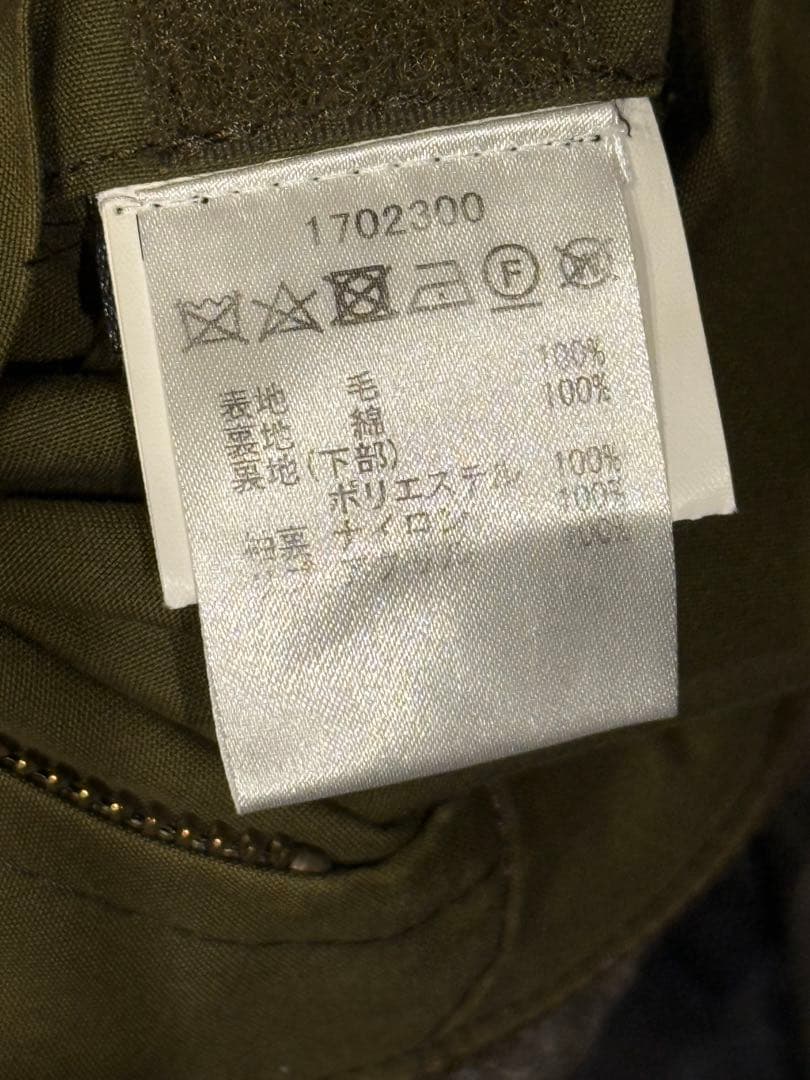 1702300
F W
表地 毛 100%
裏地 綿 100%
裏地(下部)
ポリエステル 100%
袖裏 ナイロン 100%
100%